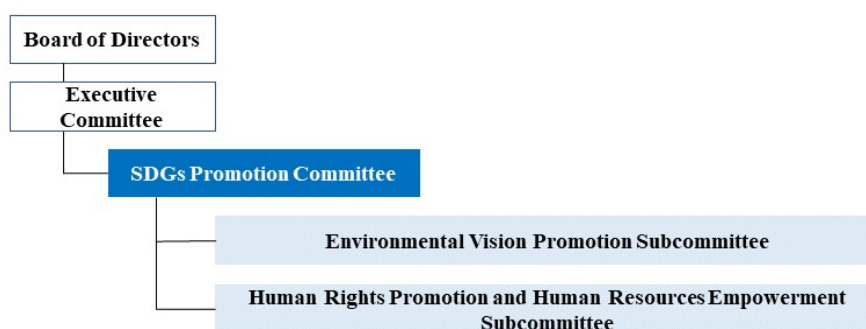 Board of Directors
Executive
Committee
SDGs Promotion Committee
Environmental Vision Promotion Subcommittee
Human Rights Promotion and Human Resources Empowerment
Subcommittee